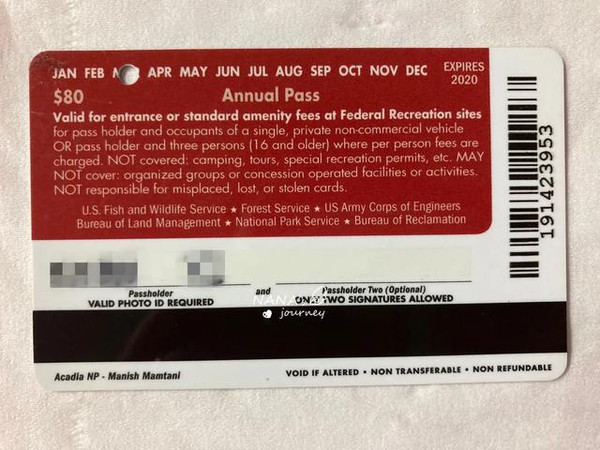 JAN FEB APR MAY JUN JUL AUG SEP OCT NOV DEC
EXPIRES
2020
$80 Annual Pass
Valid for entrance or standard amenity fees at Federal Recreation sites
for pass holder and occupants of a single, private non-commercial vehicle
OR pass holder and three persons (16 and older) where per person fees are
charged. NOT covered: camping, tours, special recreation permits, etc. MAY
NOT cover: organized groups or concession operated facilities or activities.
NOT responsible for misplaced, lost, or stolen cards.
U.S. Fish and Wildlife Service ★ Forest Service ★ US Army Corps of Engineers
Bureau of Land Management ★ National Park Service ★ Bureau of Reclamation
191423953
Passholder and Passholder Two (Optional)
VALID PHOTO ID REQUIRED ONLY TWO SIGNATURES ALLOWED
journey
Acadia NP - Manish Mamtani
VOID IF ALTERED • NON TRANSFERABLE • NON REFUNDABLE